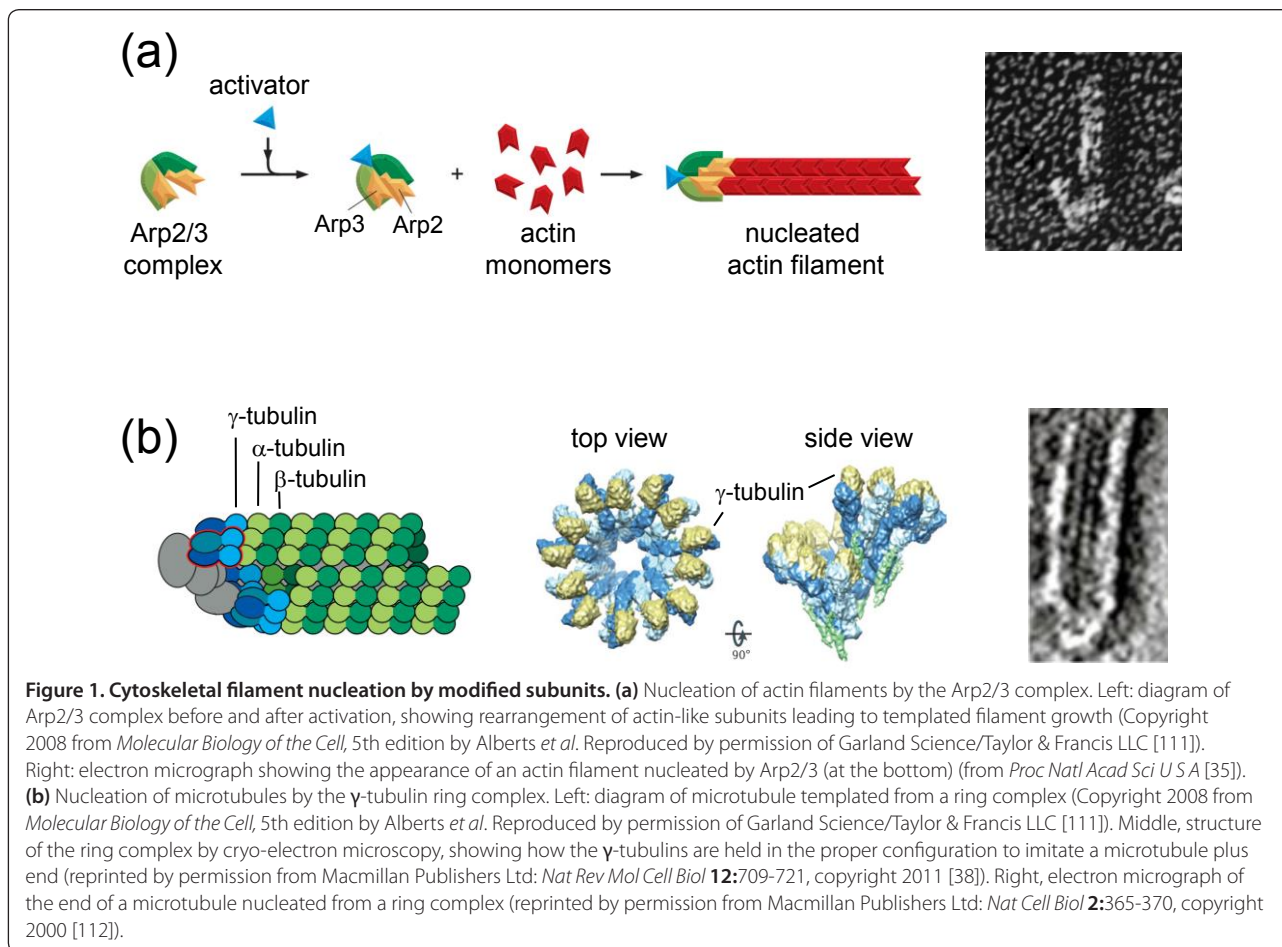 (a)
activator
Arp3
Arp2
Arp2/3
complex
+
actin
monomers
nucleated
actin filament
(b)
γ-tubulin
α-tubulin
β-tubulin
top view
side view
γ-tubulin
90°
Figure 1. Cytoskeletal filament nucleation by modified subunits. (a) Nucleation of actin filaments by the Arp2/3 complex. Left: diagram of
Arp2/3 complex before and after activation, showing rearrangement of actin-like subunits leading to templated filament growth (Copyright
2008 from Molecular Biology of the Cell, 5th edition by Alberts et al. Reproduced by permission of Garland Science/Taylor & Francis LLC [111]).
Right: electron micrograph showing the appearance of an actin filament nucleated by Arp2/3 (at the bottom) (from Proc Natl Acad Sci U S A [35]).
(b) Nucleation of microtubules by the γ-tubulin ring complex. Left: diagram of microtubule templated from a ring complex (Copyright 2008 from
Molecular Biology of the Cell, 5th edition by Alberts et al. Reproduced by permission of Garland Science/Taylor & Francis LLC [111]). Middle, structure
of the ring complex by cryo-electron microscopy, showing how the γ-tubulins are held in the proper configuration to imitate a microtubule plus
end (reprinted by permission from Macmillan Publishers Ltd: Nat Rev Mol Cell Biol 12:709-721, copyright 2011 [38]). Right, electron micrograph of
the end of a microtubule nucleated from a ring complex (reprinted by permission from Macmillan Publishers Ltd: Nat Cell Biol 2:365-370, copyright
2000 [112]).